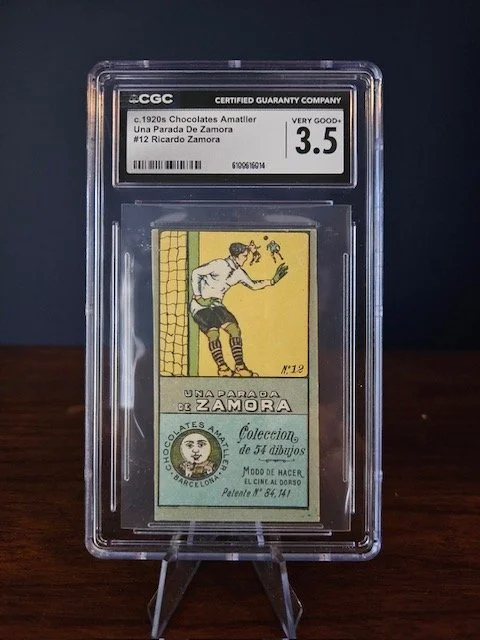 CGC CERTIFIED GUARANTY COMPANY
c.1920s Chocolates Amatller
Una Parada De Zamora
#12 Ricardo Zamora
VERY GOOD+
3.5
6100616014
Nº 12
UNA PARADA
DE ZAMORA
CHOCOLATES AMATLLER
BARCELONA
Coleccion
de 54 dibujos
MODO DE HACER
EL CINE AL DORSO
Patente Nº 84,141